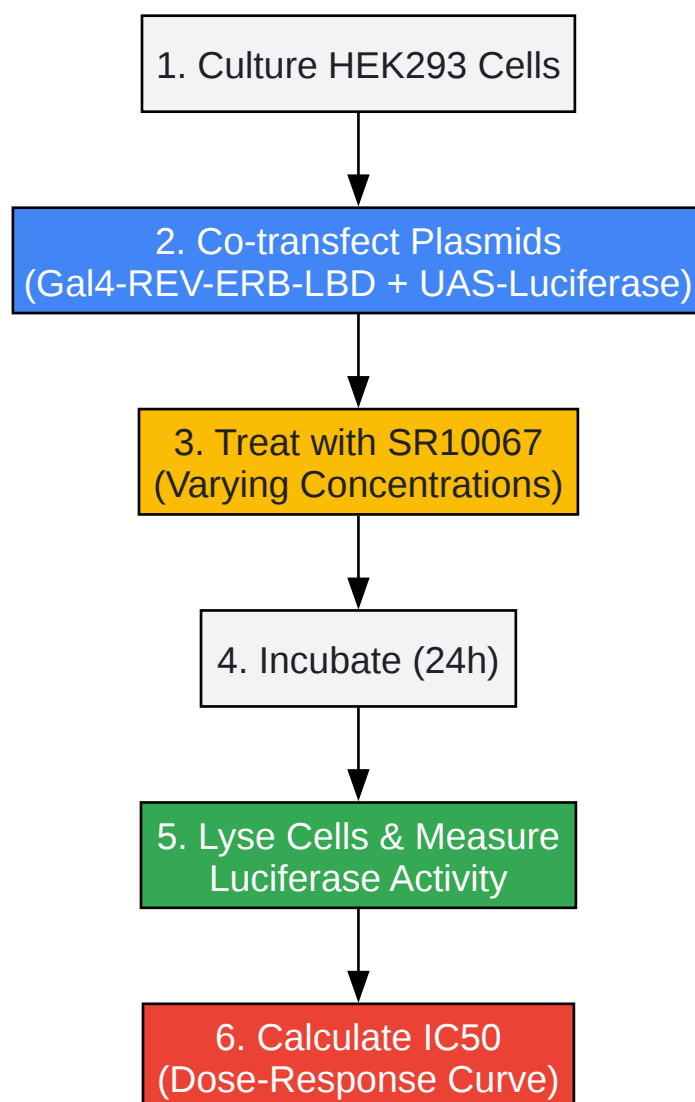 1. Culture HEK293 Cells
2. Co-transfect Plasmids
(Gal4-REV-ERB-LBD + UAS-Luciferase)
3. Treat with SR10067
(Varying Concentrations)
4. Incubate (24h)
5. Lyse Cells & Measure
Luciferase Activity
6. Calculate IC50
(Dose-Response Curve)